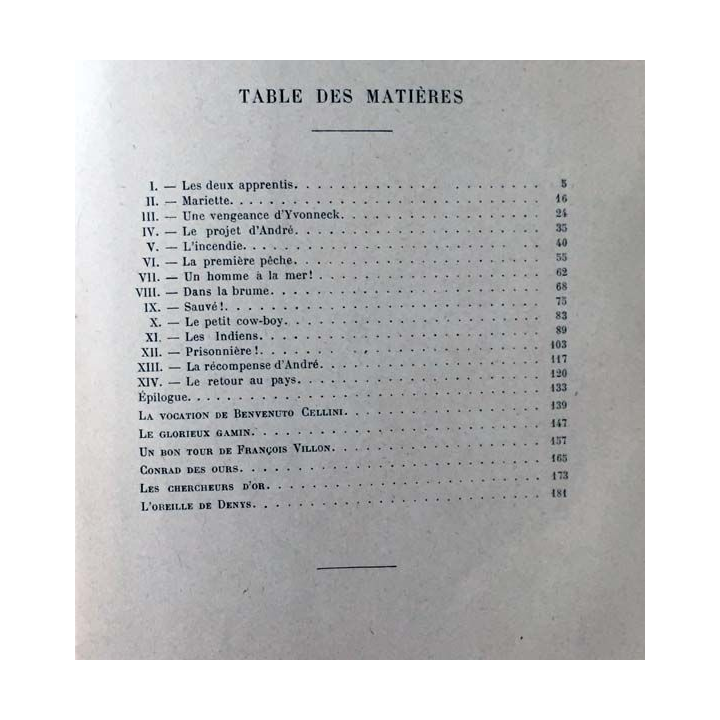 TABLE DES MATIÈRES
I. — Les deux apprentis. 5
II. — Mariette. 16
III. — Une vengeance d'Yvonneck. 24
IV. — Le projet d'André. 35
V. — L'incendie. 40
VI. — La première pêche. 55
VII. — Un homme à la mer! 62
VIII. — Dans la brume. 68
IX. — Sauvé! 75
X. — Le petit cow-boy. 83
XI. — Les Indiens. 89
XII. — Prisonnière! 103
XIII. — La récompense d'André. 117
XIV. — Le retour au pays. 120
Épilogue. 133
LA VOCATION DE BENVENUTO CELLINI. 139
LE GLORIEUX GAMIN. 147
UN BON TOUR DE FRANÇOIS VILLON. 157
CONRAD DES OURS. 165
LES CHERCHEURS D'OR. 173
L'OREILLE DE DENYS. 181